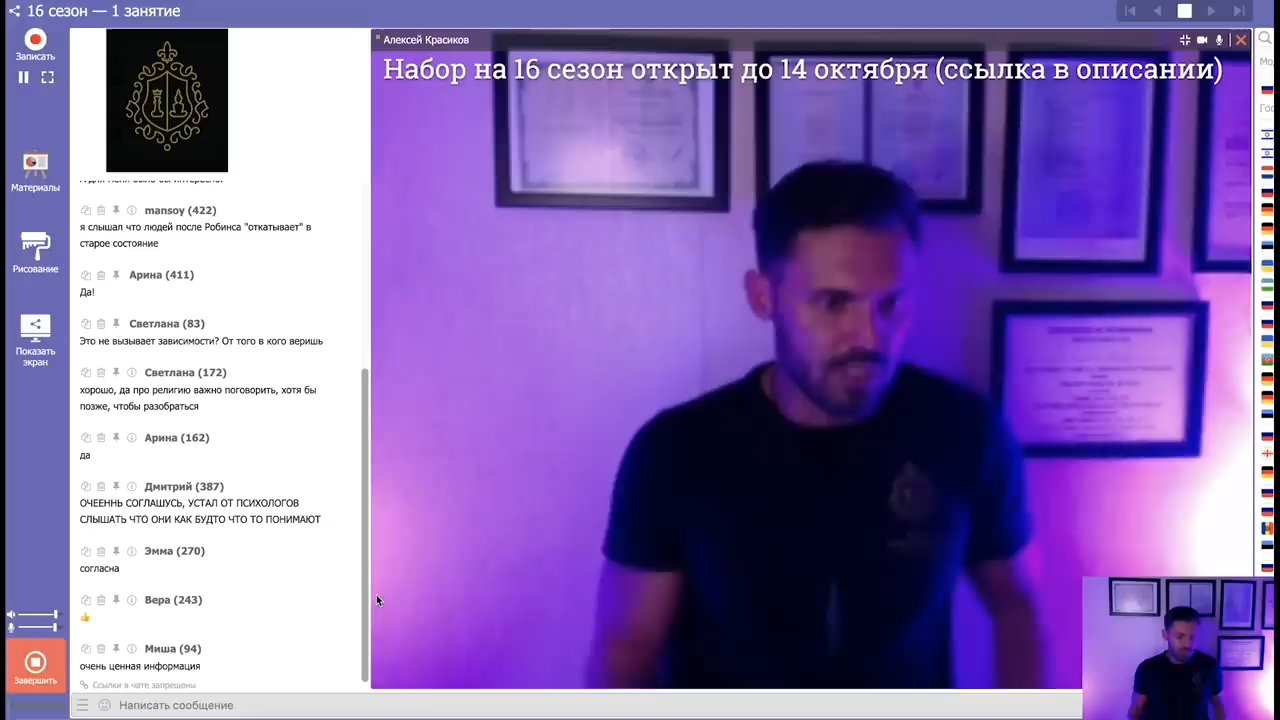 16 сезон — 1 занятие
Записать
Материалы
Рисование
Показать
экран
Завершить
mansoy (422)
я слышал что людей после Робинса "откатывает" в
старое состояние
Арина (411)
Да!
Светлана (83)
Это не вызывает зависимости? От того в кого веришь
Светлана (172)
хорошо, да про религию важно поговорить, хотя бы
позже, чтобы разобраться
Арина (162)
да
Дмитрий (387)
ОЧЕЕННЬ СОГЛАШУСЬ, УСТАЛ ОТ ПСИХОЛОГОВ
СЛЫШАТЬ ЧТО ОНИ КАК БУДТО ЧТО ТО ПОНИМАЮТ
Эмма (270)
согласна
Вера (243)
Миша (94)
очень ценная информация
Ссылки в чате запрещены
Написать сообщение
Алексей Красиков
Набор на 16 сезон открыт до 14 октября (ссылка в описании)